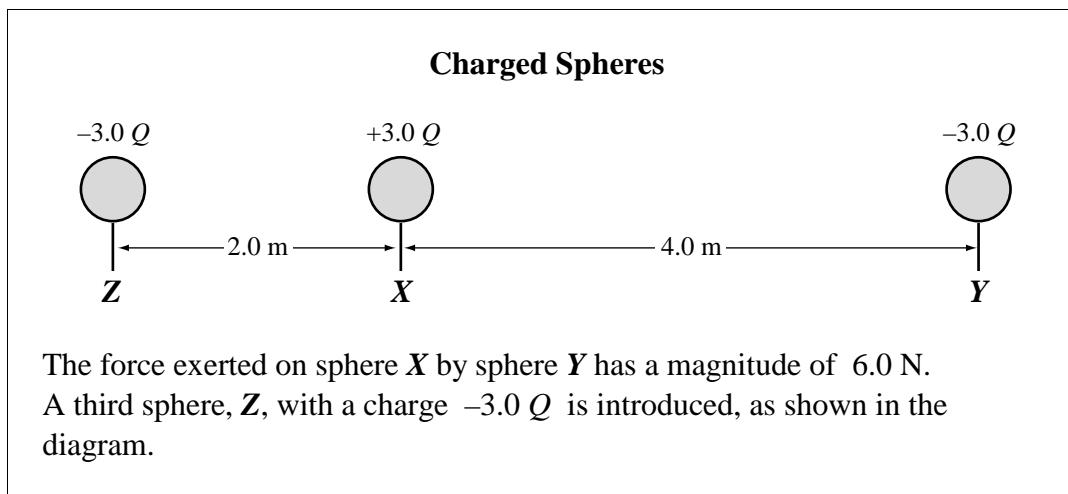 Charged Spheres
–3.0 Q +3.0 Q –3.0 Q
2.0 m 4.0 m
Z X Y
The force exerted on sphere X by sphere Y has a magnitude of 6.0 N.
A third sphere, Z, with a charge –3.0 Q is introduced, as shown in the
diagram.